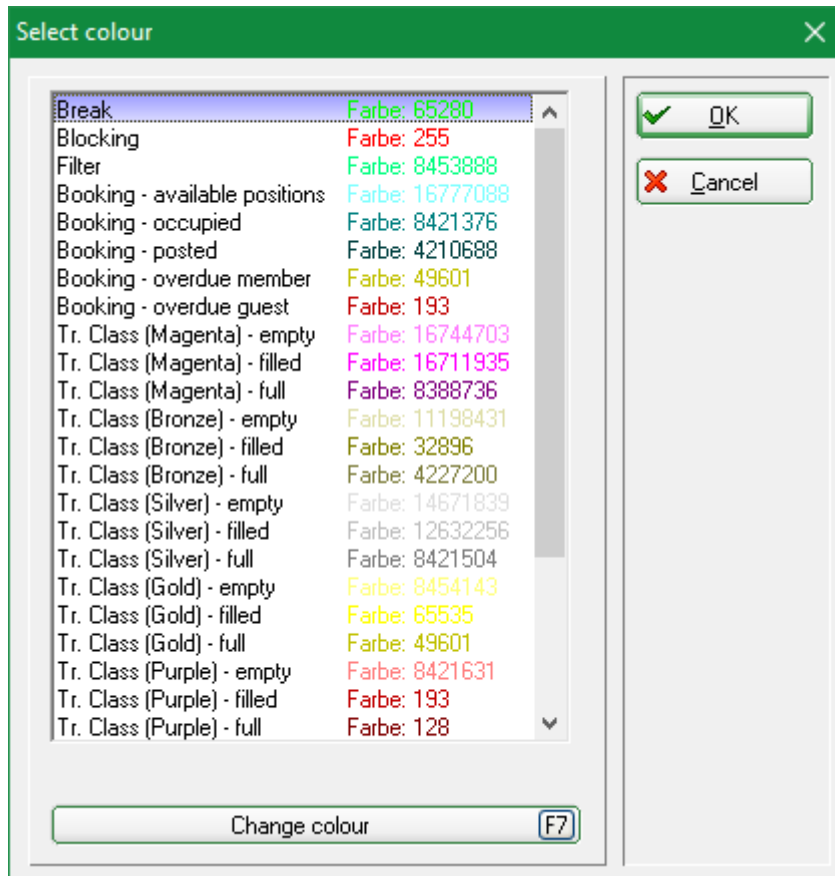 Select colour
Break Farbe: 65280
Blocking Farbe: 255
Filter Farbe: 8453888
Booking - available positions Farbe: 16777088
Booking - occupied Farbe: 8421376
Booking - posted Farbe: 4210688
Booking - overdue member Farbe: 49601
Booking - overdue guest Farbe: 193
Tr. Class (Magenta) - empty Farbe: 16744703
Tr. Class (Magenta) - filled Farbe: 16711935
Tr. Class (Magenta) - full Farbe: 8388736
Tr. Class (Bronze) - empty Farbe: 11198431
Tr. Class (Bronze) - filled Farbe: 32896
Tr. Class (Bronze) - full Farbe: 4227200
Tr. Class (Silver) - empty Farbe: 14671839
Tr. Class (Silver) - filled Farbe: 12632256
Tr. Class (Silver) - full Farbe: 8421504
Tr. Class (Gold) - empty Farbe: 8454143
Tr. Class (Gold) - filled Farbe: 65535
Tr. Class (Gold) - full Farbe: 49601
Tr. Class (Purple) - empty Farbe: 8421631
Tr. Class (Purple) - filled Farbe: 193
Tr. Class (Purple) - full Farbe: 128
Change colour F7
OK
Cancel